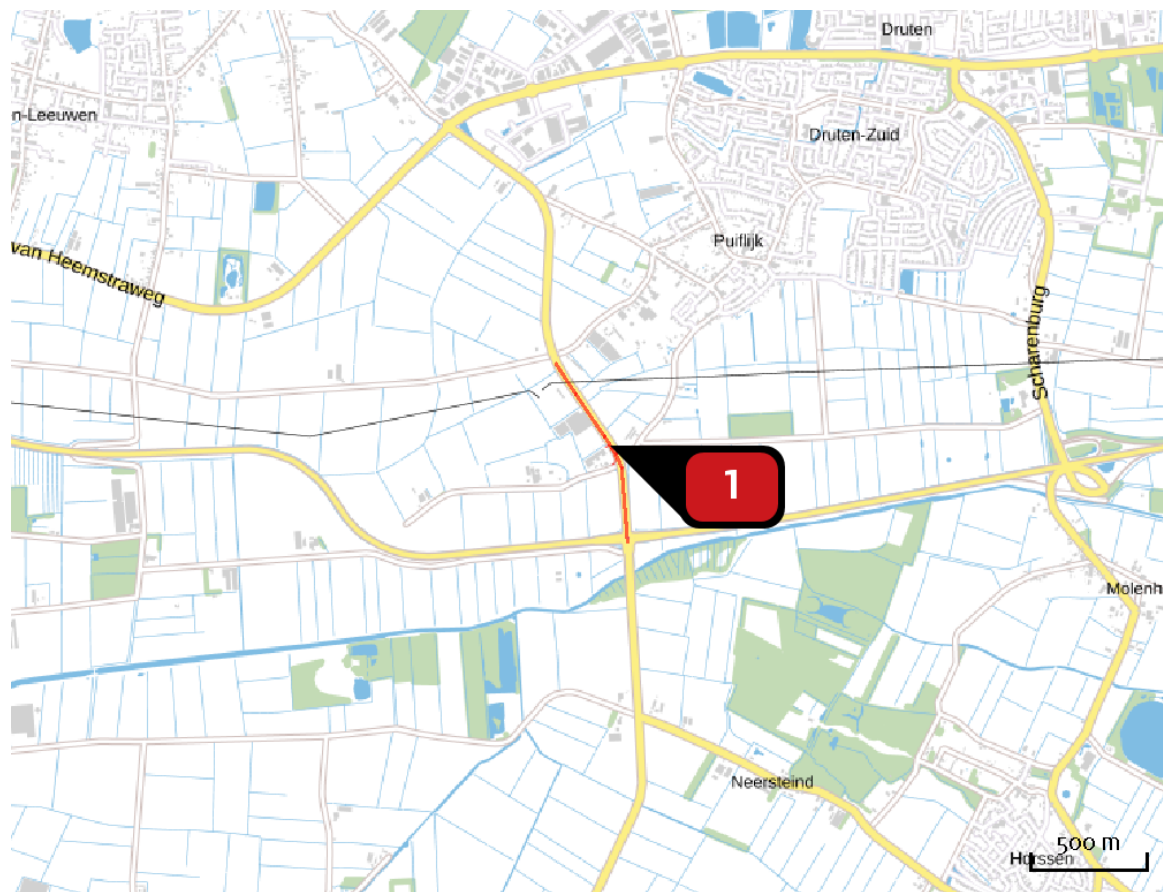 Druten
n-Leeuwen
Druten-Zuid
Puiflijk
van Heemstraweg
Scharenburg
1
Molenh
Neersteind
500 m
Horssen